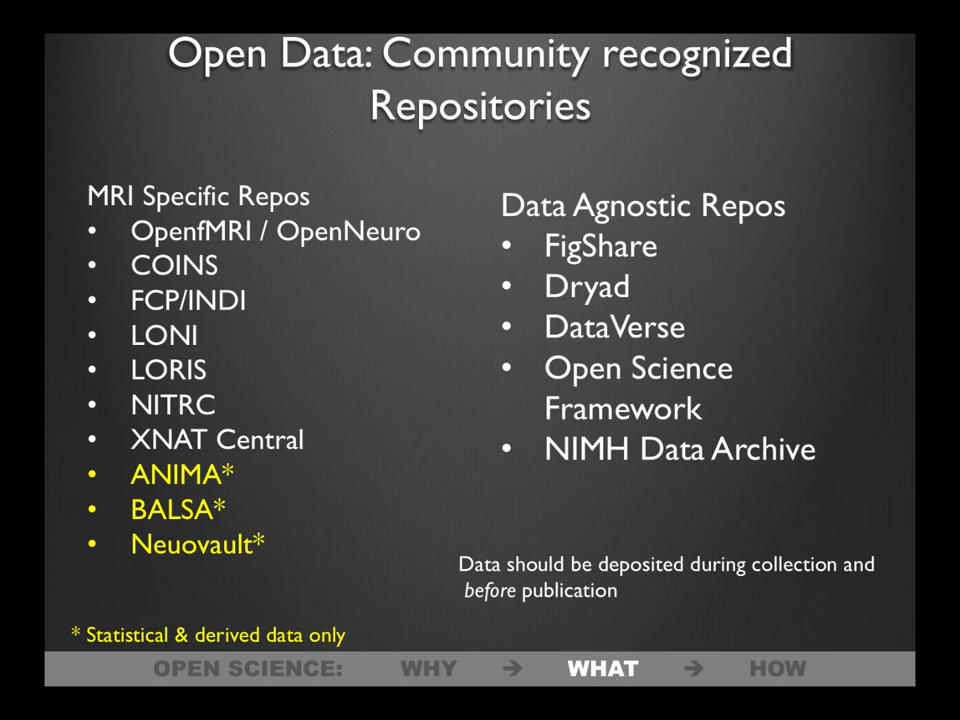 Open Data: Community recognized
Repositories
MRI Specific Repos
• OpenfMRI / OpenNeuro
• COINS
• FCP/INDI
• LONI
• LORIS
• NITRC
• XNAT Central
• ANIMA*
• BALSA*
• Neuovault*
* Statistical & derived data only
Data Agnostic Repos
• FigShare
• Dryad
• DataVerse
• Open Science
Framework
• NIMH Data Archive
Data should be deposited during collection and
before publication
OPEN SCIENCE: WHY ➔ WHAT ➔ HOW